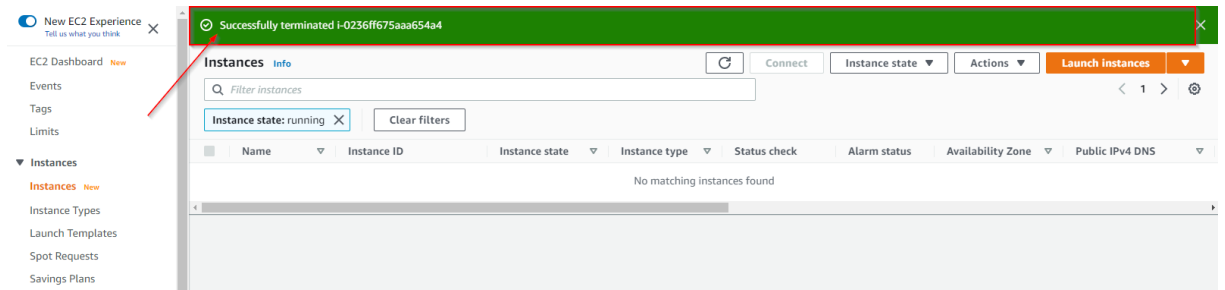 New EC2 Experience
Tell us what you think
EC2 Dashboard New
Events
Tags
Limits
Instances
Instances New
Instance Types
Launch Templates
Spot Requests
Savings Plans
Successfully terminated i-0236ff675aaa654a4
Instances Info
Connect Instance state Actions Launch instances
Filter instances
1
Instance state: running Clear filters
Name Instance ID Instance state Instance type Status check Alarm status Availability Zone Public IPv4 DNS
No matching instances found